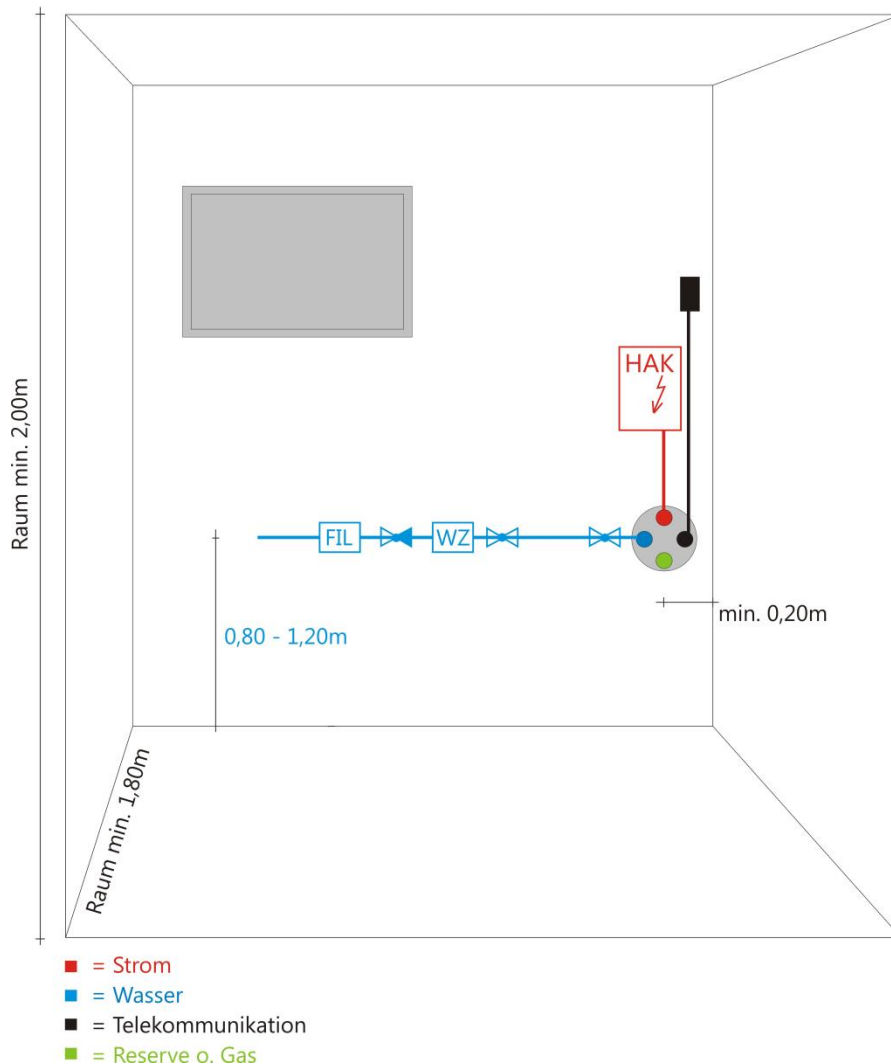 Raum min. 2,00m
HAK
FIL
WZ
0,80 - 1,20m
min. 0,20m
Raum min. 1,80m
= Strom
= Wasser
= Telekommunikation
= Reserve o. Gas